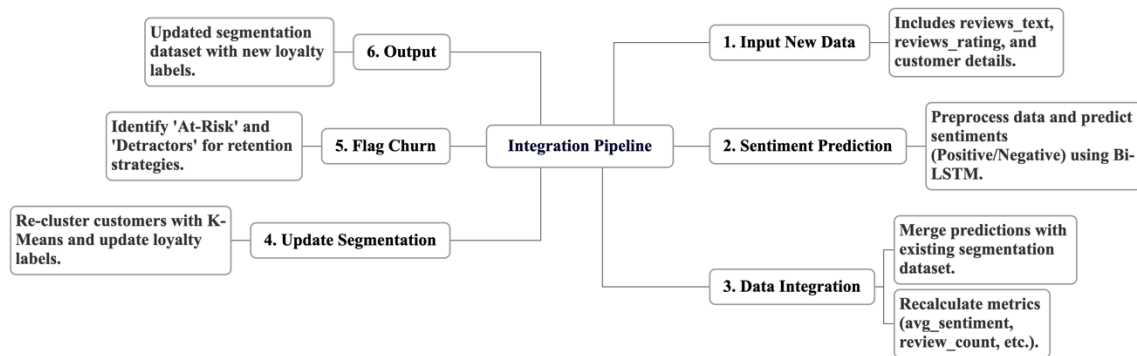 Integration Pipeline
1. Input New Data
Includes reviews_text,
reviews_rating, and
customer details.
2. Sentiment Prediction
Preprocess data and predict
sentiments
(Positive/Negative) using Bi-
LSTM.
3. Data Integration
Merge predictions with
existing segmentation
dataset.
Recalculate metrics
(avg_sentiment,
review_count, etc.).
4. Update Segmentation
Re-cluster customers with K-
Means and update loyalty
labels.
5. Flag Churn
Identify 'At-Risk' and
'Detractors' for retention
strategies.
6. Output
Updated segmentation
dataset with new loyalty
labels.